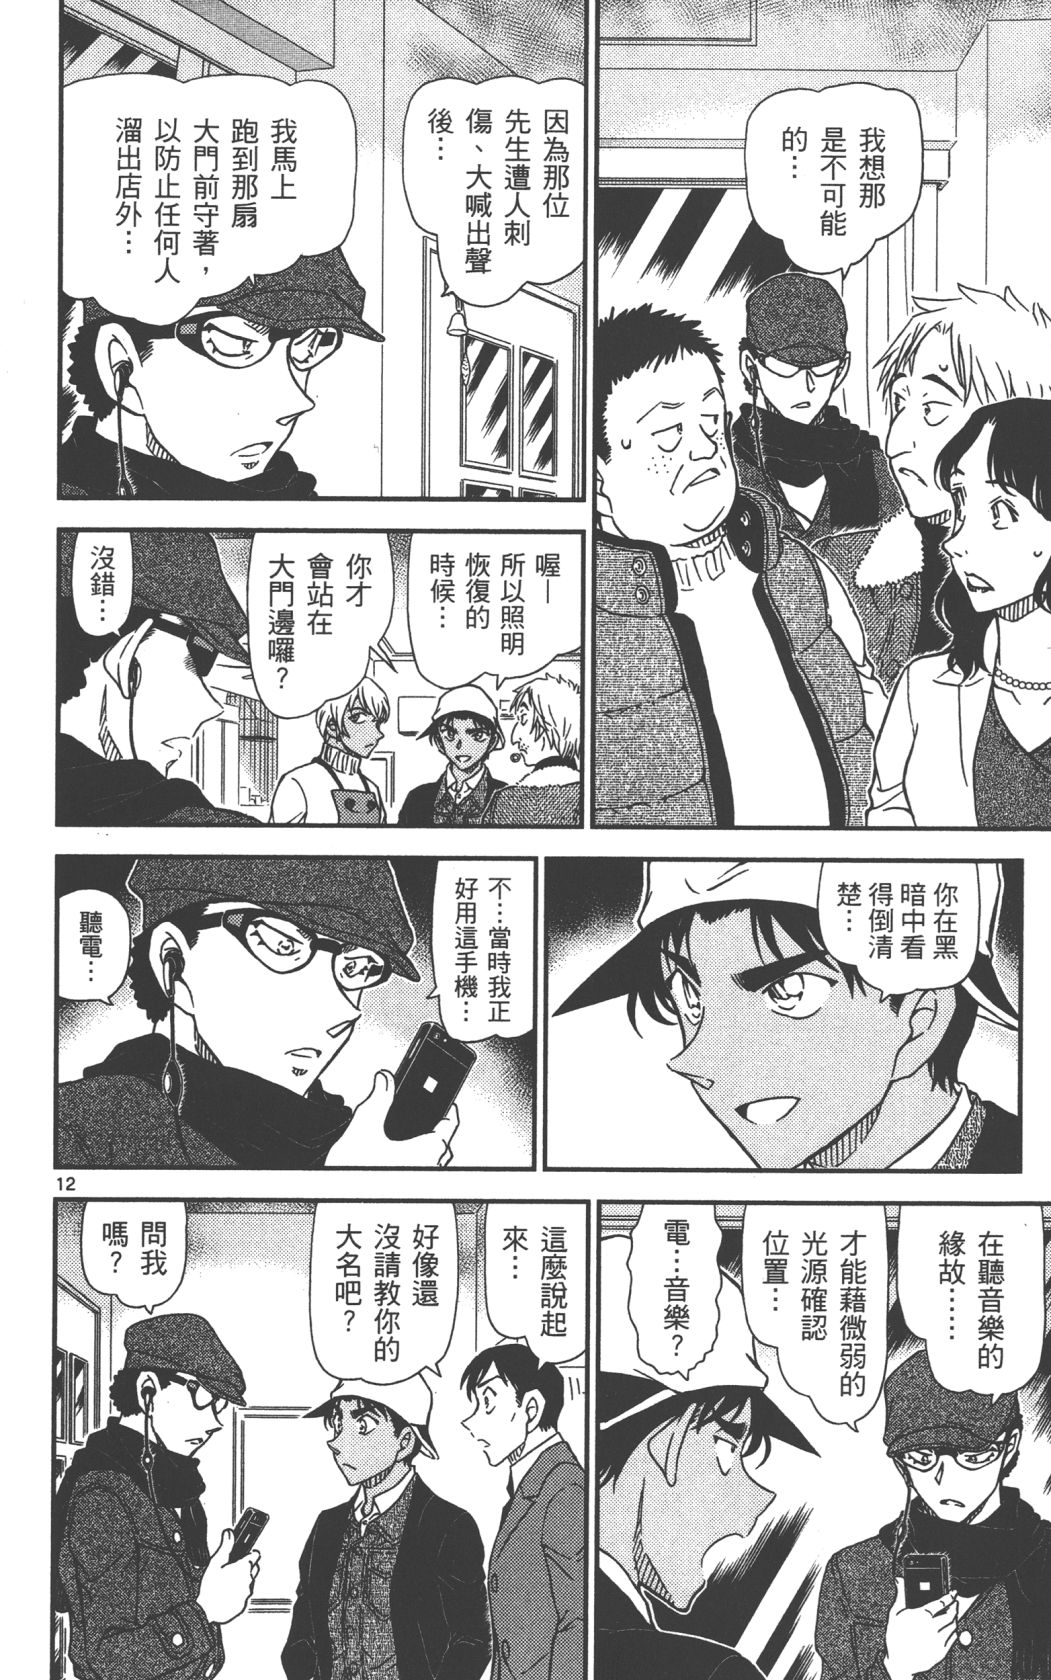 我想那
是不可能
的…
因為那位
先生遭人刺
傷、大喊出聲
後…
我馬上
跑到那扇
大門前守著，
以防止任何人
溜出店外…
喔—
所以照明
恢復的
時候…
你才
會站在
大門邊囉？
沒錯…
你在黑
暗中看
得倒清
楚…
不…當時我正
好用這手機…
聽電…
在聽音樂的
緣故……
才能藉微弱的
光源確認
位置…
電…音樂？
這麼說起
來…
好像還
沒請教你的
大名吧？
問我
嗎？
12